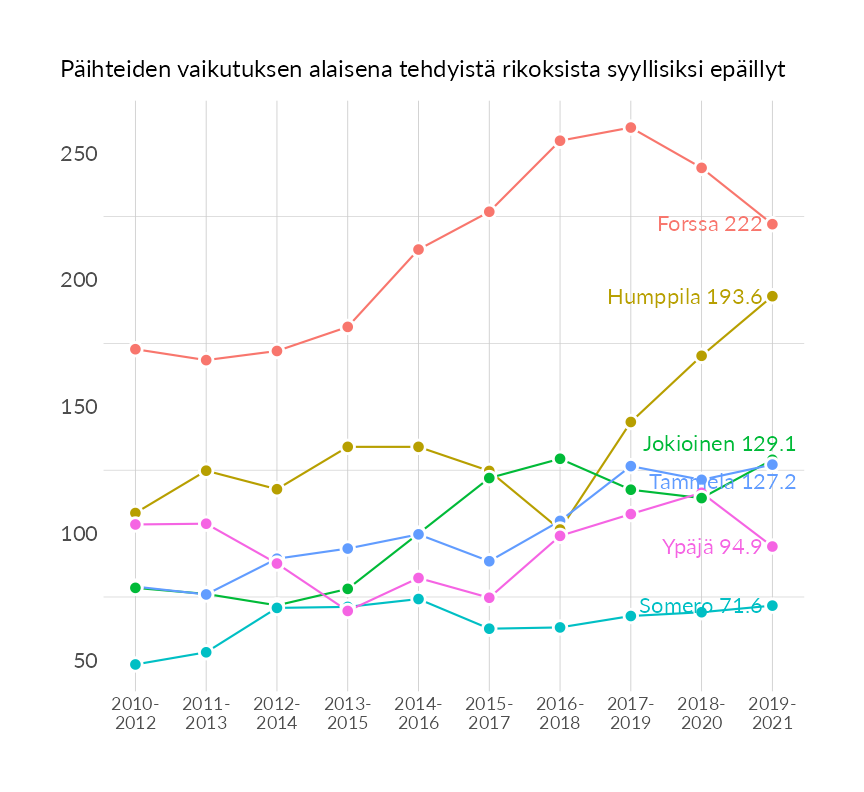 Päihteiden vaikutuksen alaisena tehdyistä rikoksista syyllisiksi epäillyt
250
Forssa 222
200
Humppila 193.6
150
Jokioinen 129.1
Tammela 127.2
100
Ypäjä 94.9
Somero 71.6
50
2010- 2011- 2012- 2013- 2014- 2015- 2016- 2017- 2018- 2019-
2012 2013 2014 2015 2016 2017 2018 2019 2020 2021